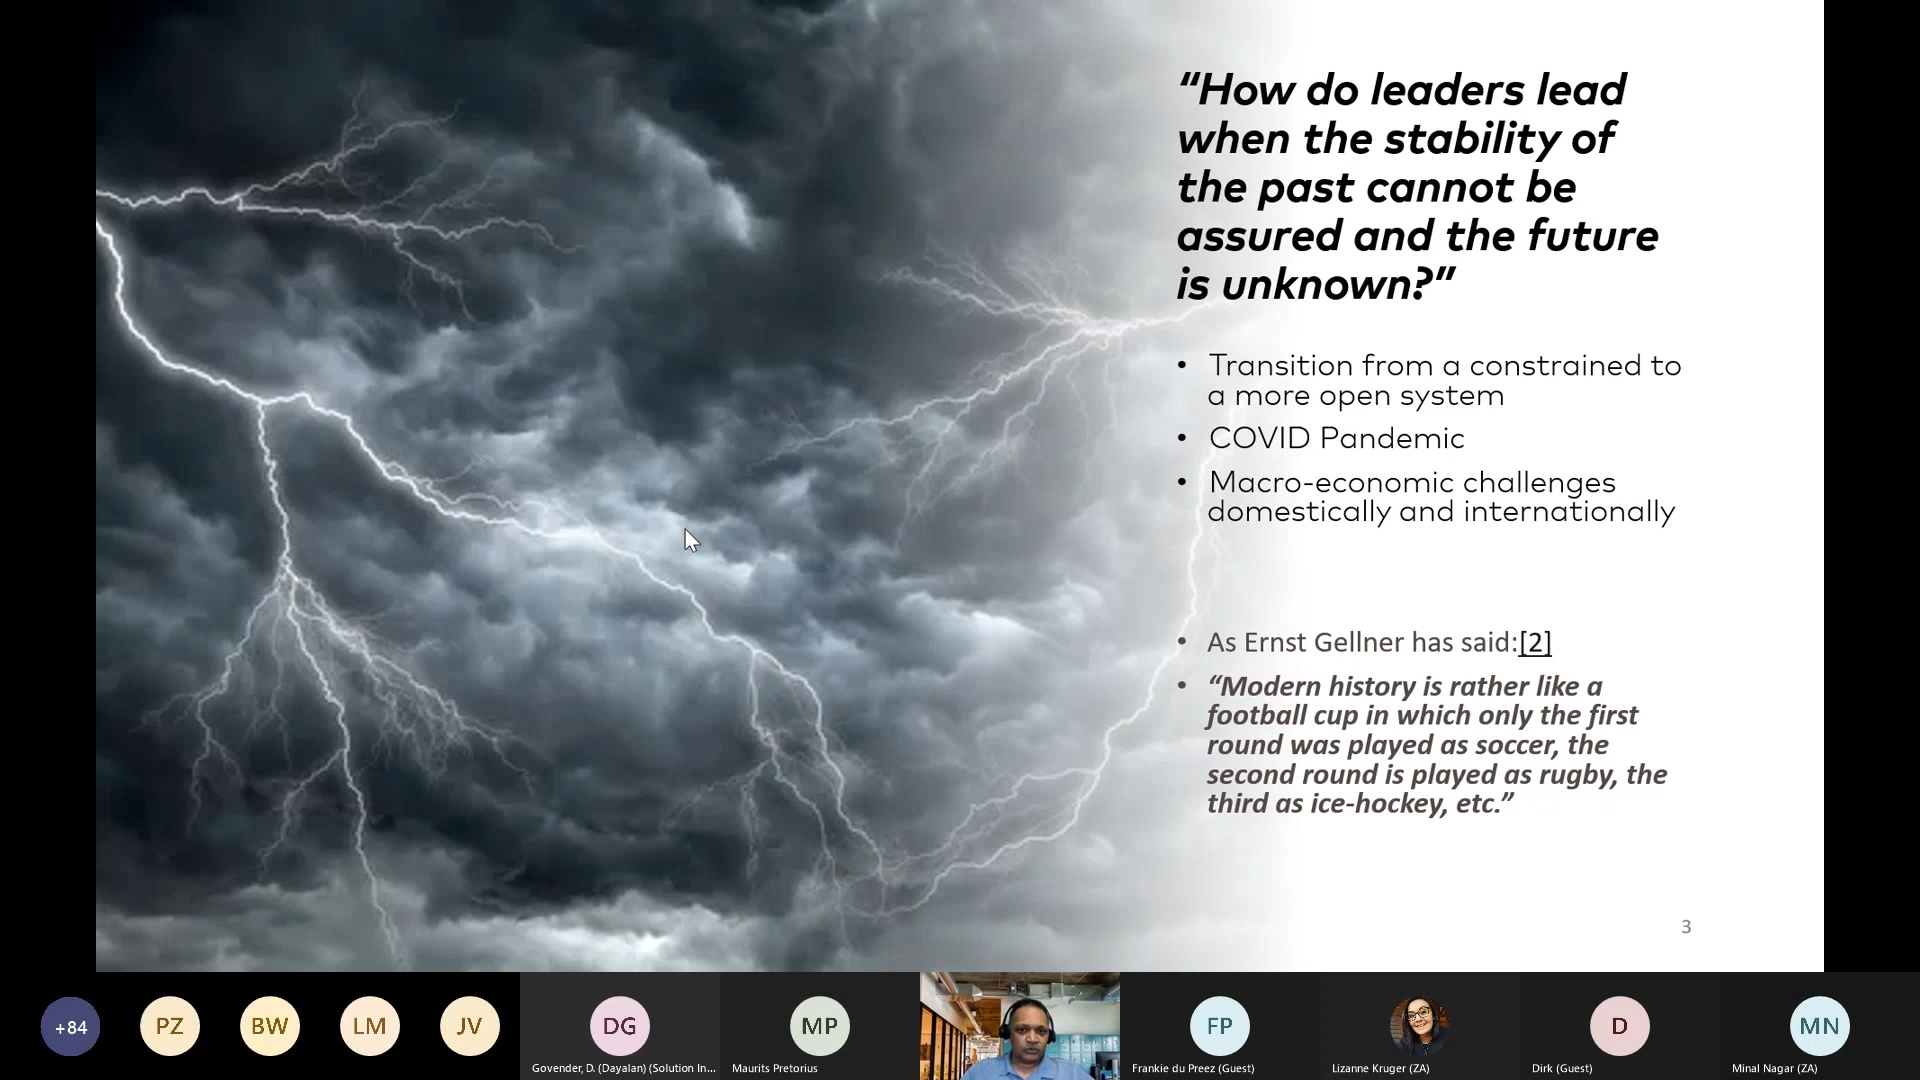 “How do leaders lead
when the stability of
the past cannot be
assured and the future
is unknown?”
• Transition from a constrained to
a more open system
• COVID Pandemic
• Macro-economic challenges
domestically and internationally
• As Ernst Gellner has said:[2]
• “Modern history is rather like a
football cup in which only the first
round was played as soccer, the
second round is played as rugby, the
third as ice-hockey, etc.”
3
+84
PZ
BW
LM
JV
DG
MP
FP
D
MN
Govender, D. (Dayalan) (Solution In...
Maurits Pretorius
Frankie du Preez (Guest)
Lizanne Kruger (ZA)
Dirk (Guest)
Minal Nagar (ZA)